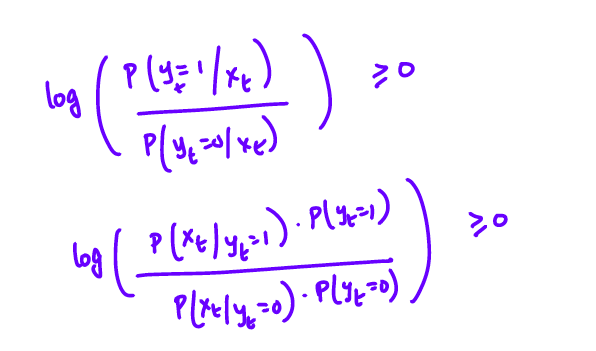 log ( P(y_t=1/x_t) / P(y_t=0|x_t) ) ⩾ 0
log ( P(x_t|y_t=1) · P(y_t=1) / P(x_t|y_t=0) · P(y_t=0) ) ⩾ 0